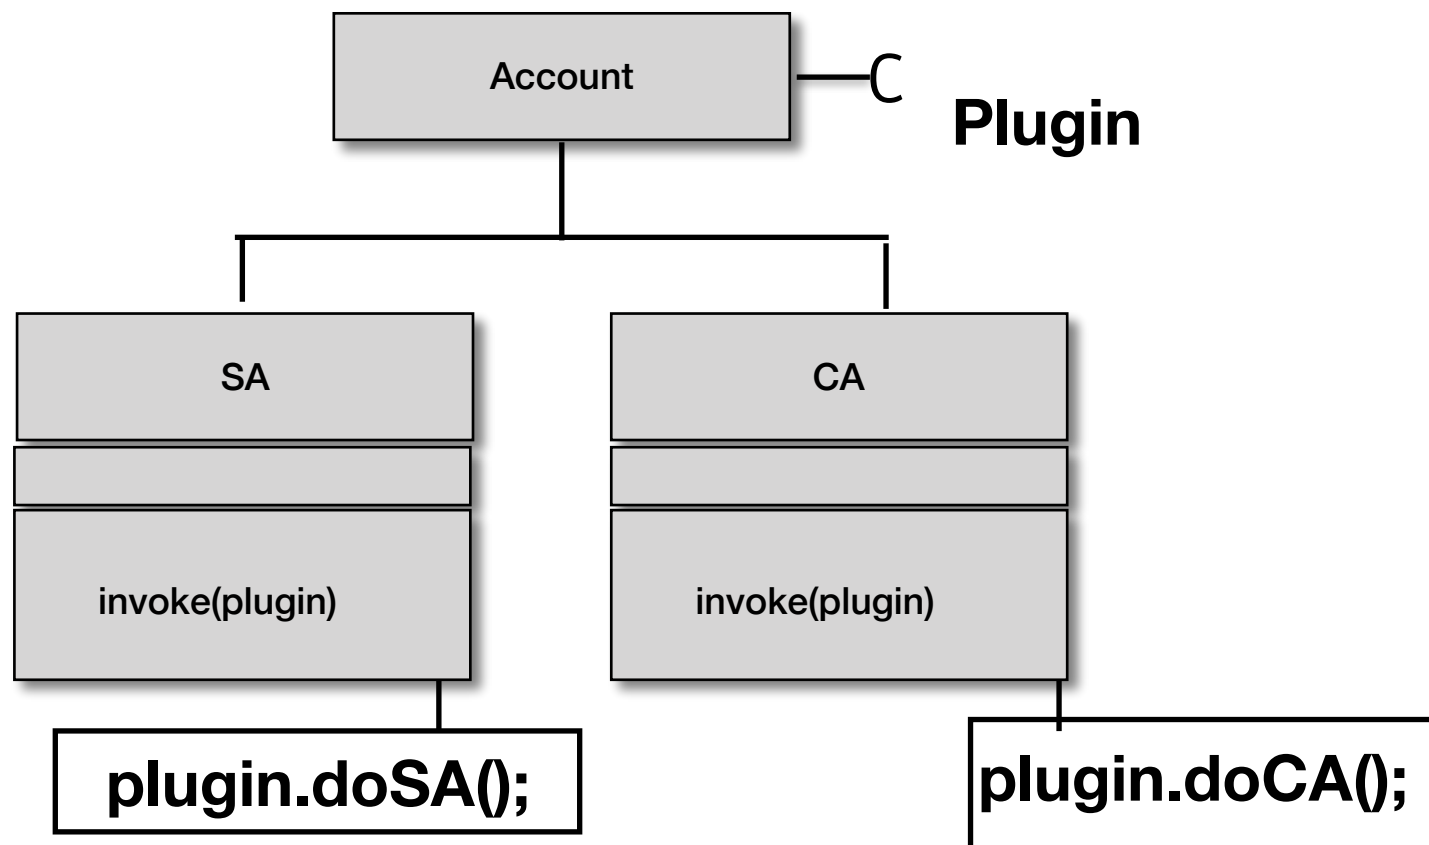 Account
Plugin
SA
CA
invoke(plugin)
invoke(plugin)
plugin.doSA();
plugin.doCA();